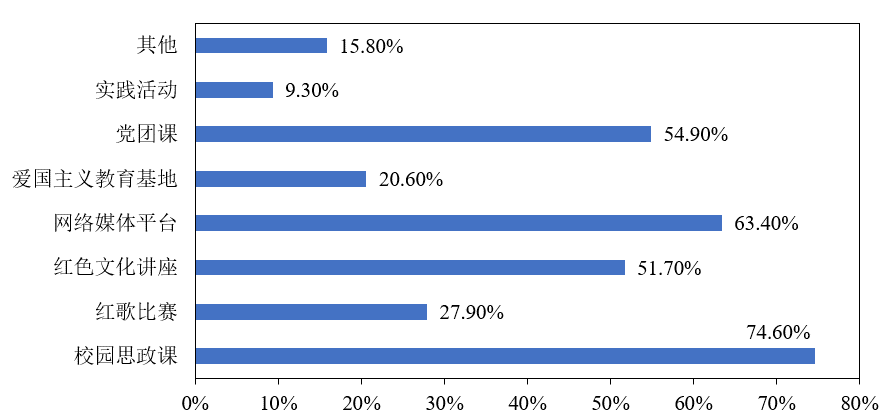 其他 15.80%
实践活动 9.30%
党团课 54.90%
爱国主义教育基地 20.60%
网络媒体平台 63.40%
红色文化讲座 51.70%
红歌比赛 27.90%
74.60%
校园思政课
0% 10% 20% 30% 40% 50% 60% 70% 80%